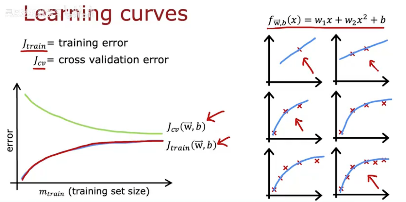 Learning curves
J_train = training error
J_cv = cross validation error
error
J_cv(w⃗, b)
J_train(w⃗, b)
m_train (training set size)
f_w⃗,b(x) = w₁x + w₂x² + b